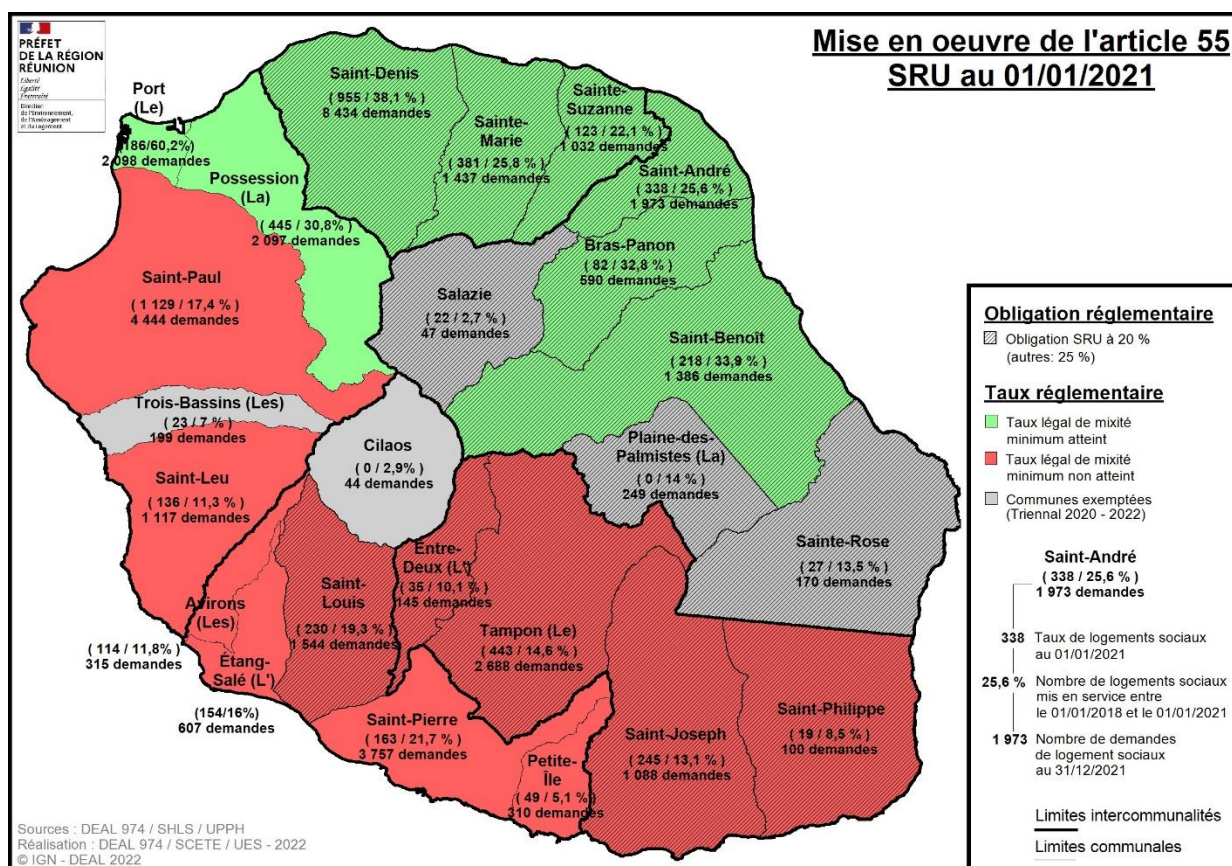 PRÉFET
DE LA RÉGION
RÉUNION
Liberté
Égalité
Fraternité
Direction
de l'Environnement,
de l'Aménagement
et du Logement
Mise en oeuvre de l'article 55
SRU au 01/01/2021
Port
(Le)
(186/60,2%)
2 098 demandes
Possession
(La)
( 445 / 30,8%)
2 097 demandes
Saint-Denis
( 955 / 38,1 % )
8 434 demandes
Sainte-
Marie
( 381 / 25,8 % )
1 437 demandes
Sainte-
Suzanne
( 123 / 22,1 % )
1 032 demandes
Saint-André
( 338 / 25,6 % )
1 973 demandes
Bras-Panon
( 82 / 32,8 % )
590 demandes
Saint-Paul
( 1 129 / 17,4 % )
4 444 demandes
Salazie
( 22 / 2,7 % )
47 demandes
Saint-Benoît
( 218 / 33,9 % )
1 386 demandes
Trois-Bassins (Les)
( 23 / 7 % )
199 demandes
Cilaos
( 0 / 2,9%)
44 demandes
Plaine-des-
Palmistes (La)
( 0 / 14 % )
249 demandes
Saint-Leu
( 136 / 11,3 % )
1 117 demandes
Sainte-Rose
( 27 / 13,5 % )
170 demandes
Entre-
Deux (L')
( 35 / 10,1 % )
145 demandes
Saint-
Louis
( 230 / 19,3 % )
1 544 demandes
Avirons
(Les)
( 114 / 11,8%)
315 demandes
Étang-
Salé (L')
(154/16%)
607 demandes
Tampon (Le)
( 443 / 14,6 % )
2 688 demandes
Saint-Pierre
( 163 / 21,7 % )
3 757 demandes
Petite-
Île
( 49 / 5,1 % )
310 demandes
Saint-Joseph
( 245 / 13,1 % )
1 088 demandes
Saint-Philippe
( 19 / 8,5 % )
100 demandes
Obligation réglementaire
Obligation SRU à 20 %
(autres: 25 %)
Taux réglementaire
Taux légal de mixité
minimum atteint
Taux légal de mixité
minimum non atteint
Communes exemptées
(Triennal 2020 - 2022)
Saint-André
( 338 / 25,6 % )
1 973 demandes
338 Taux de logements sociaux
au 01/01/2021
25,6 % Nombre de logements sociaux
mis en service entre
le 01/01/2018 et le 01/01/2021
1 973 Nombre de demandes
de logement sociaux
au 31/12/2021
Limites intercommunalités
Limites communales
Sources : DEAL 974 / SHLS / UPPH
Réalisation : DEAL 974 / SCETE / UES - 2022
© IGN - DEAL 2022